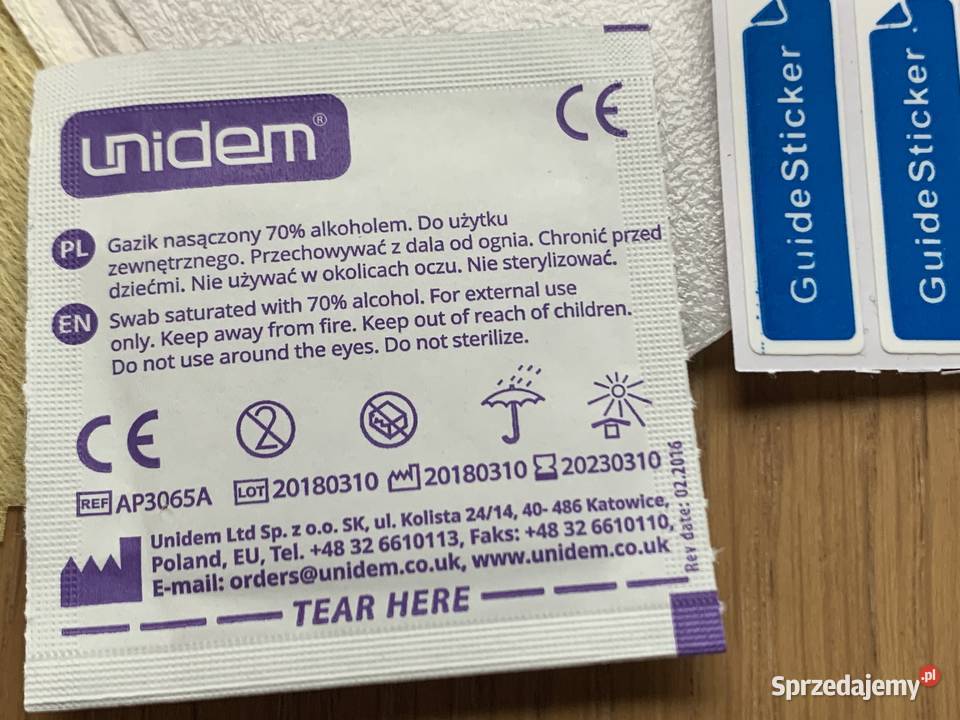 unidem®
CE
PL
Gazik nasączony 70% alkoholem. Do użytku
zewnętrznego. Przechowywać z dala od ognia. Chronić przed
dziećmi. Nie używać w okolicach oczu. Nie sterylizować.
EN
Swab saturated with 70% alcohol. For external use
only. Keep away from fire. Keep out of reach of children.
Do not use around the eyes. Do not sterilize.
CE
2
REF AP3065A LOT 20180310 20180310 20230310
Unidem Ltd Sp. z o.o. SK, ul. Kolista 24/14, 40- 486 Katowice,
Poland, EU, Tel. +48 32 6610113, Faks: +48 32 6610110,
E-mail: orders@unidem.co.uk, www.unidem.co.uk
Rev date: 02.2016
TEAR HERE
GuideSticker
GuideSticker
Sprzedajemy.pl